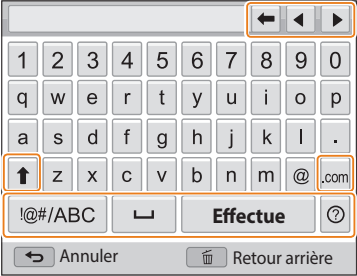 1 2 3 4 5 6 7 8 9 0
q w e r t y u i o p
a s d f g h j k l .
z x c v b n m @ .com
!@#/ABC Effectue ?
Annuler Retour arrière